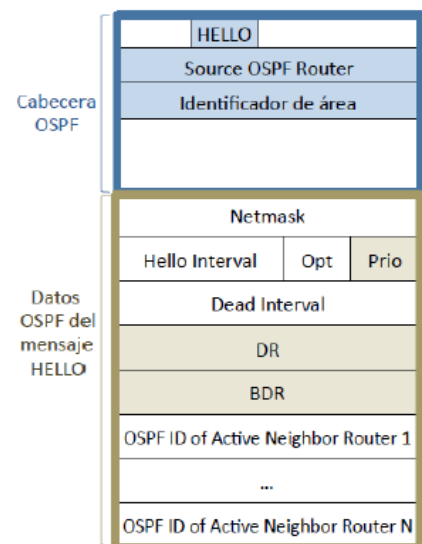 HELLO
Source OSPF Router
Identificador de área
Cabecera
OSPF
Netmask
Hello Interval Opt Prio
Dead Interval
DR
BDR
OSPF ID of Active Neighbor Router 1
...
OSPF ID of Active Neighbor Router N
Datos
OSPF del
mensaje
HELLO